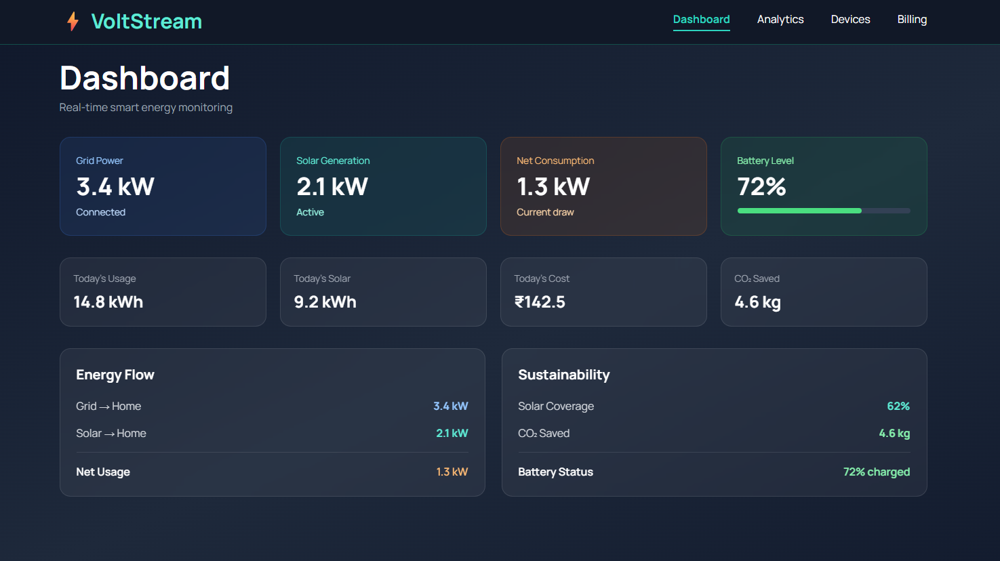 VoltStream
Dashboard Analytics Devices Billing
Dashboard
Real-time smart energy monitoring
Grid Power
3.4 kW
Connected
Solar Generation
2.1 kW
Active
Net Consumption
1.3 kW
Current draw
Battery Level
72%
Today's Usage
14.8 kWh
Today's Solar
9.2 kWh
Today's Cost
₹142.5
CO₂ Saved
4.6 kg
Energy Flow
Grid → Home 3.4 kW
Solar → Home 2.1 kW
Net Usage 1.3 kW
Sustainability
Solar Coverage 62%
CO₂ Saved 4.6 kg
Battery Status 72% charged